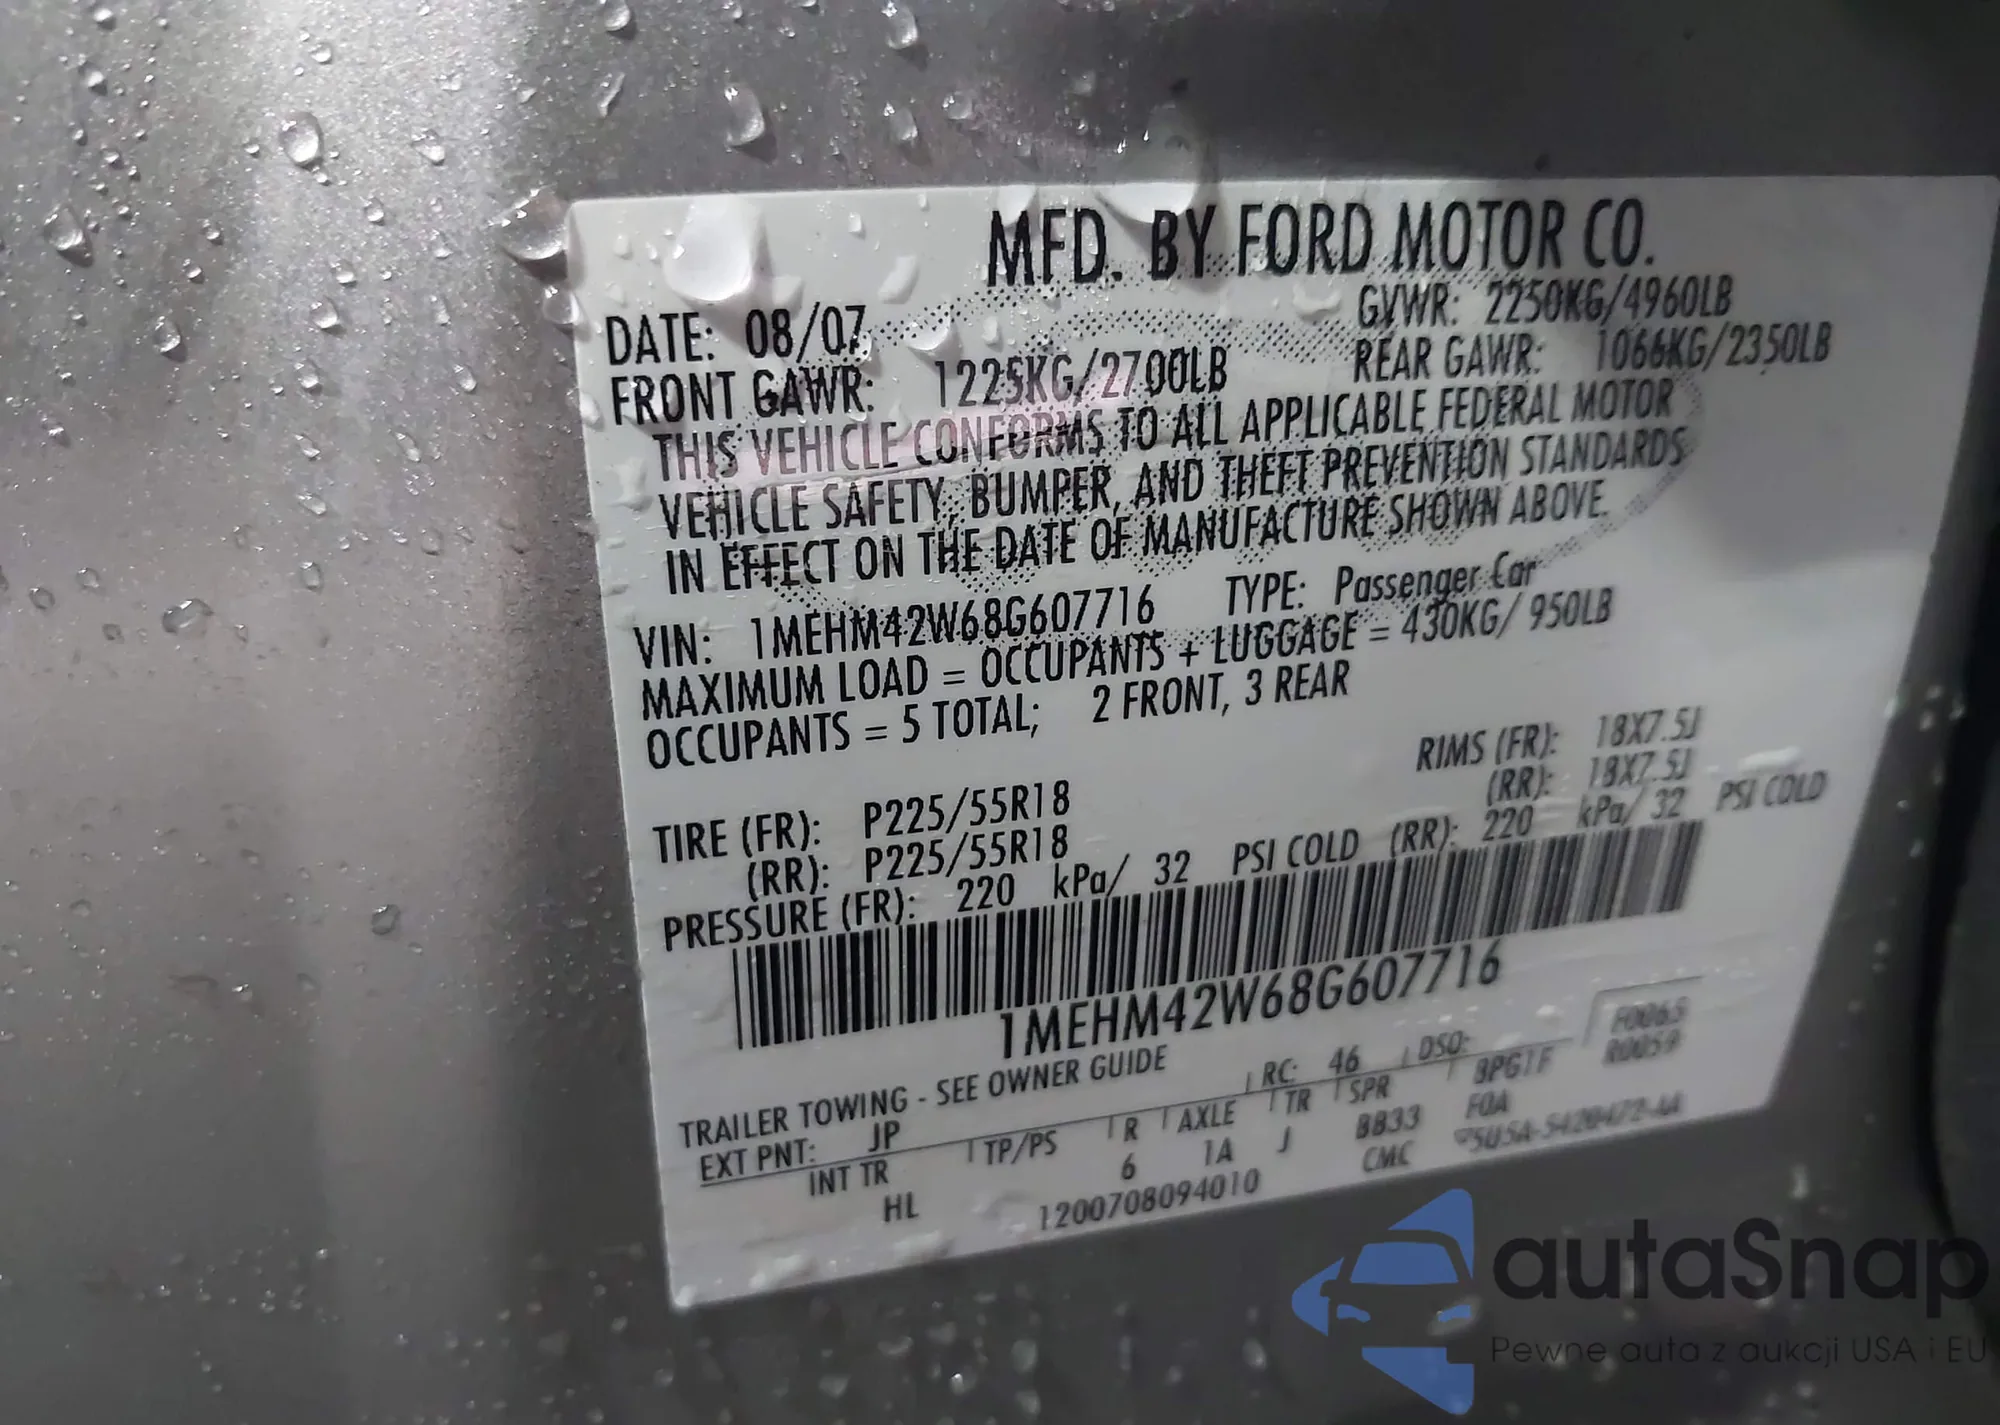 MFD. BY FORD MOTOR CO.
DATE: 08/07 GVWR: 2250KG/4960LB
FRONT GAWR: 1225KG/2700LB REAR GAWR: 1066KG/2350LB
THIS VEHICLE CONFORMS TO ALL APPLICABLE FEDERAL MOTOR
VEHICLE SAFETY, BUMPER, AND THEFT PREVENTION STANDARDS
IN EFFECT ON THE DATE OF MANUFACTURE SHOWN ABOVE.
VIN: 1MEHM42W68G607716 TYPE: Passenger Car
MAXIMUM LOAD = OCCUPANTS + LUGGAGE = 430KG/ 950LB
OCCUPANTS = 5 TOTAL; 2 FRONT, 3 REAR
TIRE (FR): P225/55R18 RIMS (FR): 18X7.5J
(RR): P225/55R18 (RR): 18X7.5J
PRESSURE (FR): 220 kPa/ 32 PSI COLD (RR): 220 kPa/ 32 PSI COLD
1MEHM42W68G607716
F0065
R0059
TRAILER TOWING - SEE OWNER GUIDE RC: 46 DSO:
EXT PNT: JP
INT TR TP/PS R AXLE TR SPR
HL 6 1A J BB33
1200708094010 CMC
FOA
autaSnap
Pewne auta z aukcji USA i EU